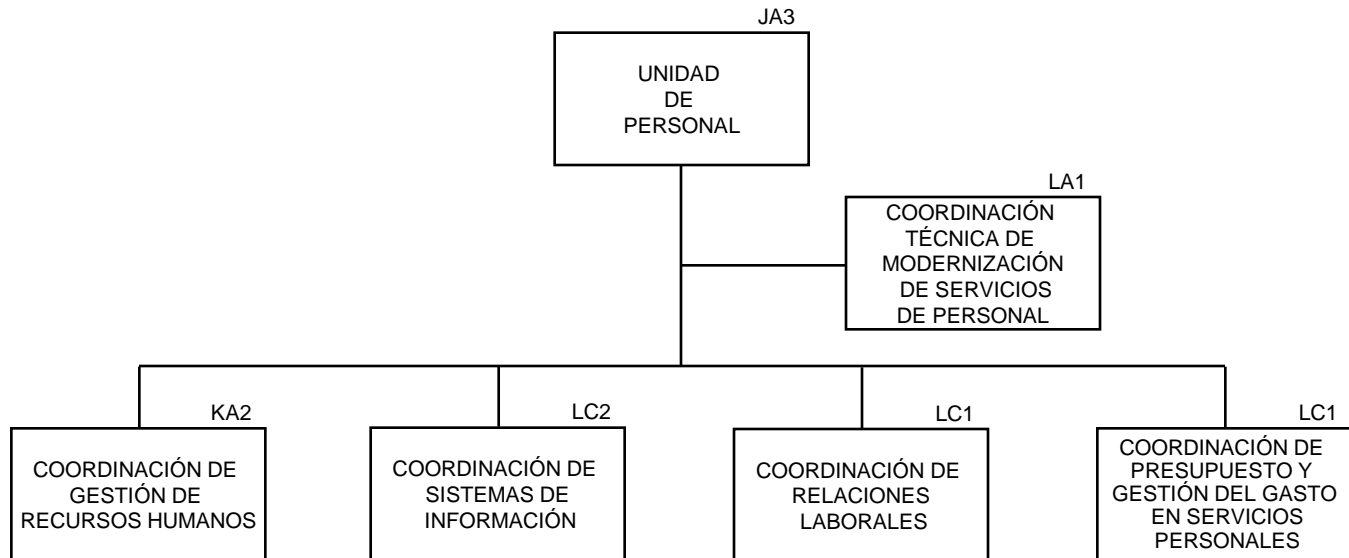 JA3
UNIDAD
DE
PERSONAL
LA1
COORDINACIÓN
TÉCNICA DE
MODERNIZACIÓN
DE SERVICIOS
DE PERSONAL
KA2
COORDINACIÓN DE
GESTIÓN DE
RECURSOS HUMANOS
LC2
COORDINACIÓN DE
SISTEMAS DE
INFORMACIÓN
LC1
COORDINACIÓN DE
RELACIONES
LABORALES
LC1
COORDINACIÓN DE
PRESUPUESTO Y
GESTIÓN DEL GASTO
EN SERVICIOS
PERSONALES